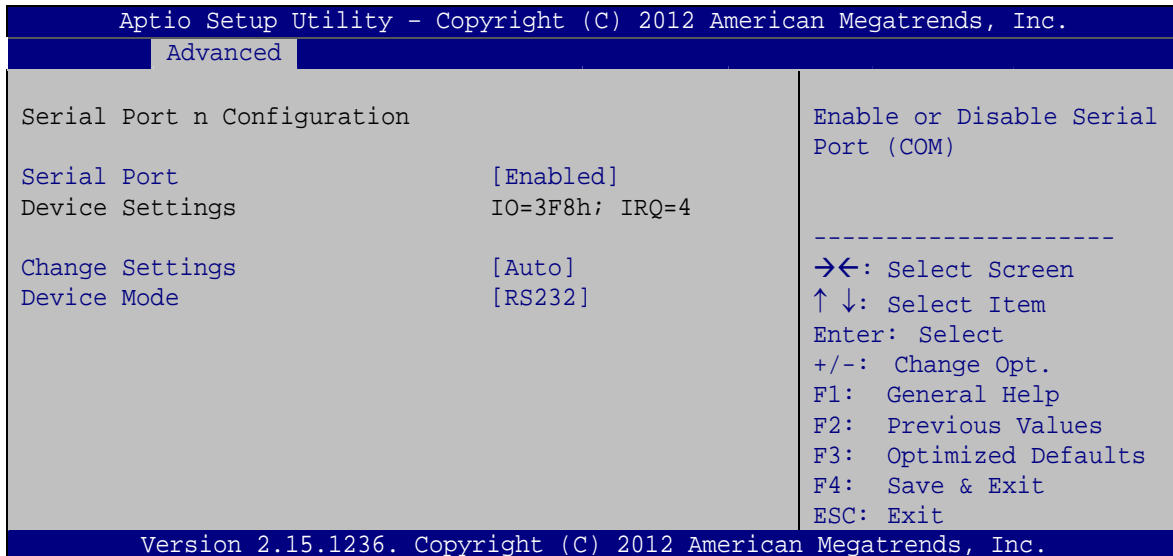 Aptio Setup Utility – Copyright (C) 2012 American Megatrends, Inc.
Advanced
Serial Port n Configuration
Serial Port [Enabled]
Device Settings IO=3F8h; IRQ=4
Change Settings [Auto]
Device Mode [RS232]
Enable or Disable Serial
Port (COM)
---------------------
→←: Select Screen
↑ ↓: Select Item
Enter: Select
+/-: Change Opt.
F1: General Help
F2: Previous Values
F3: Optimized Defaults
F4: Save & Exit
ESC: Exit
Version 2.15.1236. Copyright (C) 2012 American Megatrends, Inc.